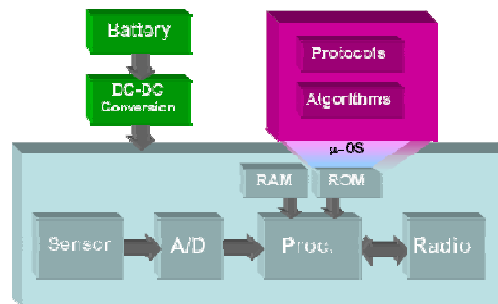 Battery
DC-DC
Conversion
Protocols
Algorithms
μ-OS
RAM
ROM
Sensor
A/D
Proc.
Radio